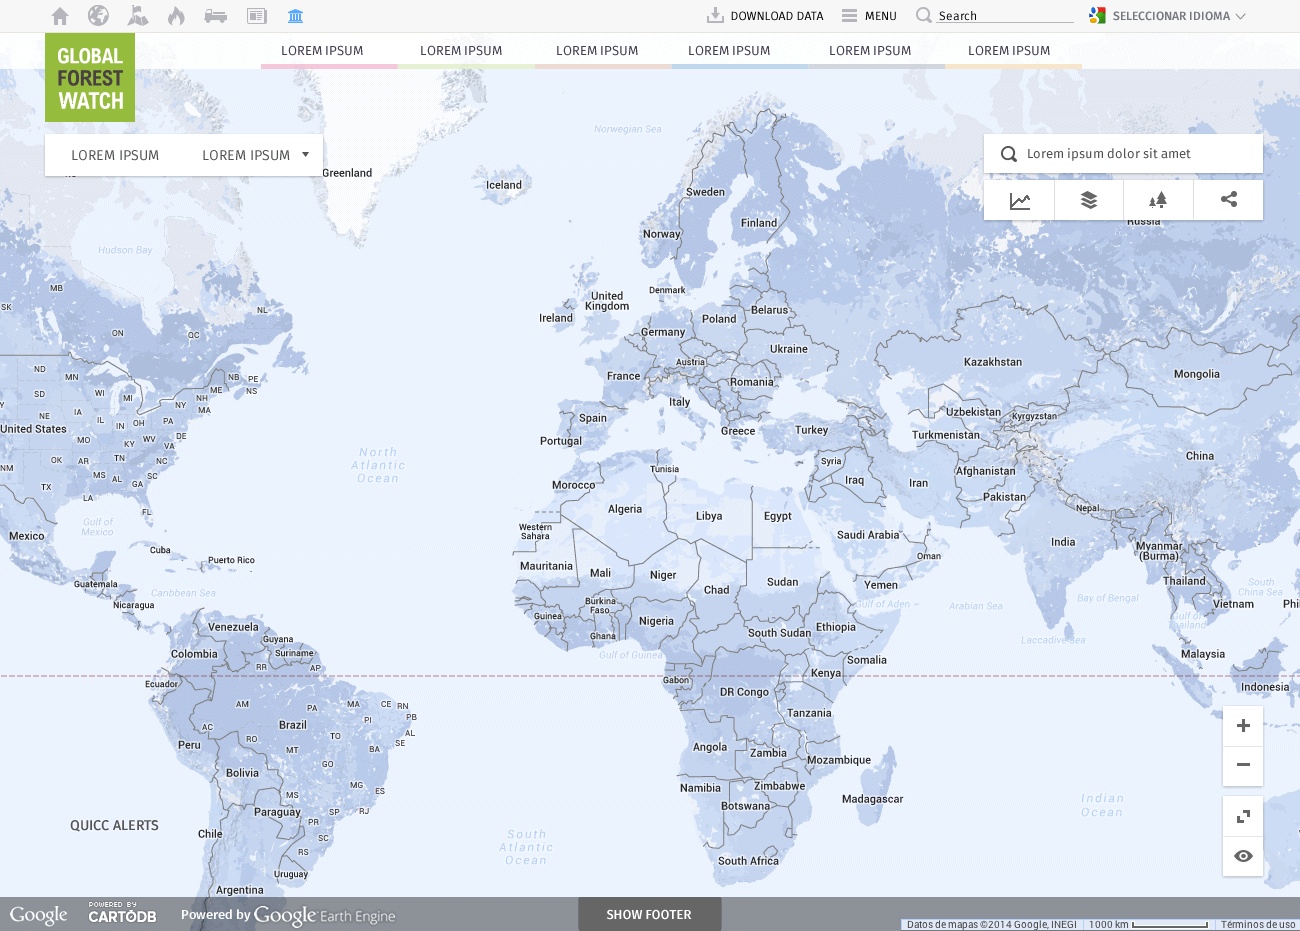 DOWNLOAD DATA
MENU
Search
SELECCIONAR IDIOMA
GLOBAL
FOREST
WATCH
LOREM IPSUM
LOREM IPSUM
LOREM IPSUM
LOREM IPSUM
LOREM IPSUM
LOREM IPSUM
LOREM IPSUM
LOREM IPSUM
Lorem ipsum dolor sit amet
Norwegian Sea
Greenland
Iceland
Sweden
Finland
Norway
Russia
Hudson Bay
MB
SK
ON
QC
NL
Denmark
United
Kingdom
Ireland
Poland
Belarus
Germany
Ukraine
Austria
France
Romania
Italy
Spain
Portugal
Greece
Turkey
Kazakhstan
Mongolia
Uzbekistan
Kyrgyzstan
Turkmenistan
China
Afghanistan
Iran
Pakistan
Nepal
India
Syria
Iraq
ND
MN
SD
WI
MI
NB
PE
ME
NS
NH
MA
NY
NE
IA
IL
IN
OH
PA
United States
MO
KY
WV
DE
VA
OK
AR
TN
NC
NM
MS
AL
GA
SC
TX
LA
FL
North
Atlantic
Ocean
Gulf of
Mexico
Mexico
Cuba
Puerto Rico
Guatemala
Caribbean Sea
Nicaragua
Tunisia
Morocco
Algeria
Libya
Egypt
Western
Sahara
Saudi Arabia
Oman
Mauritania
Mali
Niger
Chad
Sudan
Yemen
Gulf of Aden
Arabian Sea
Bay of Bengal
Laccadive Sea
Myanmar
(Burma)
Thailand
Vietnam
South
China Sea
Phi
Gulf of
Thailand
Malaysia
Indonesia
Burkina
Faso
Guinea
Ghana
Nigeria
Gulf of Guinea
South Sudan
Ethiopia
Somalia
Kenya
Gabon
DR Congo
Tanzania
Angola
Zambia
Mozambique
Namibia
Zimbabwe
Botswana
Madagascar
South Africa
Venezuela
Guyana
Suriname
Colombia
RR
AP
Ecuador
AM
PA
MA
CE
RN
PB
PI
AC
Brazil
AL
SE
RO
TO
BA
Peru
MT
GO
Bolivia
MG
ES
MS
SP
RJ
Paraguay
PR
SC
Chile
RS
Uruguay
Argentina
QUICC ALERTS
South
Atlantic
Ocean
Indian
Ocean
Google
POWERED BY
CARTODB
Powered by Google Earth Engine
SHOW FOOTER
Datos de mapas ©2014 Google, INEGI
1000 km
Términos de uso